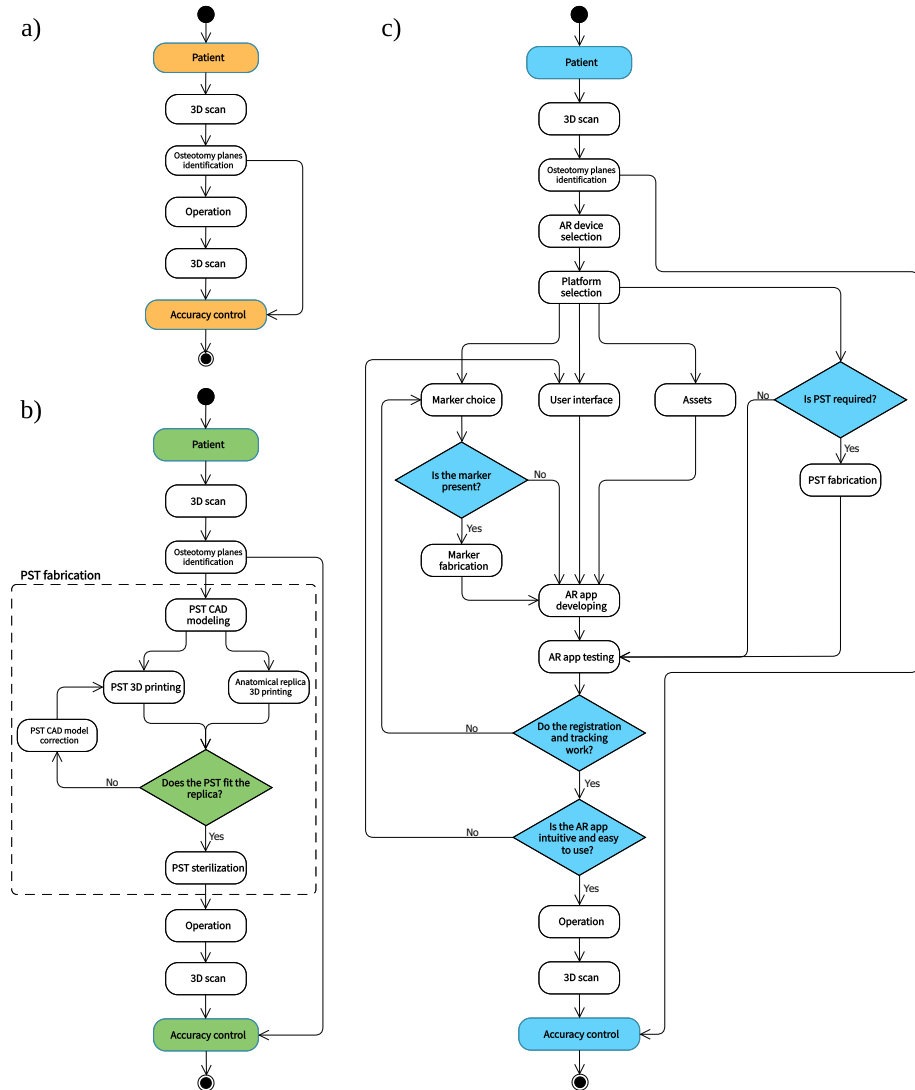 a)
Patient
3D scan
Osteotomy planes
identification
Operation
3D scan
Accuracy control
b)
Patient
3D scan
Osteotomy planes
identification
PST fabrication
PST CAD
modeling
PST 3D printing
Anatomical replica
3D printing
PST CAD model
correction
Does the PST fit the
replica?
No
Yes
PST sterilization
Operation
3D scan
Accuracy control
c)
Patient
3D scan
Osteotomy planes
identification
AR device
selection
Platform
selection
Marker choice
User interface
Assets
Is PST required?
No
Yes
PST fabrication
Is the marker
present?
No
Yes
Marker
fabrication
AR app
developing
AR app testing
Do the registration
and tracking
work?
No
Yes
Is the AR app
intuitive and easy
to use?
No
Yes
Operation
3D scan
Accuracy control